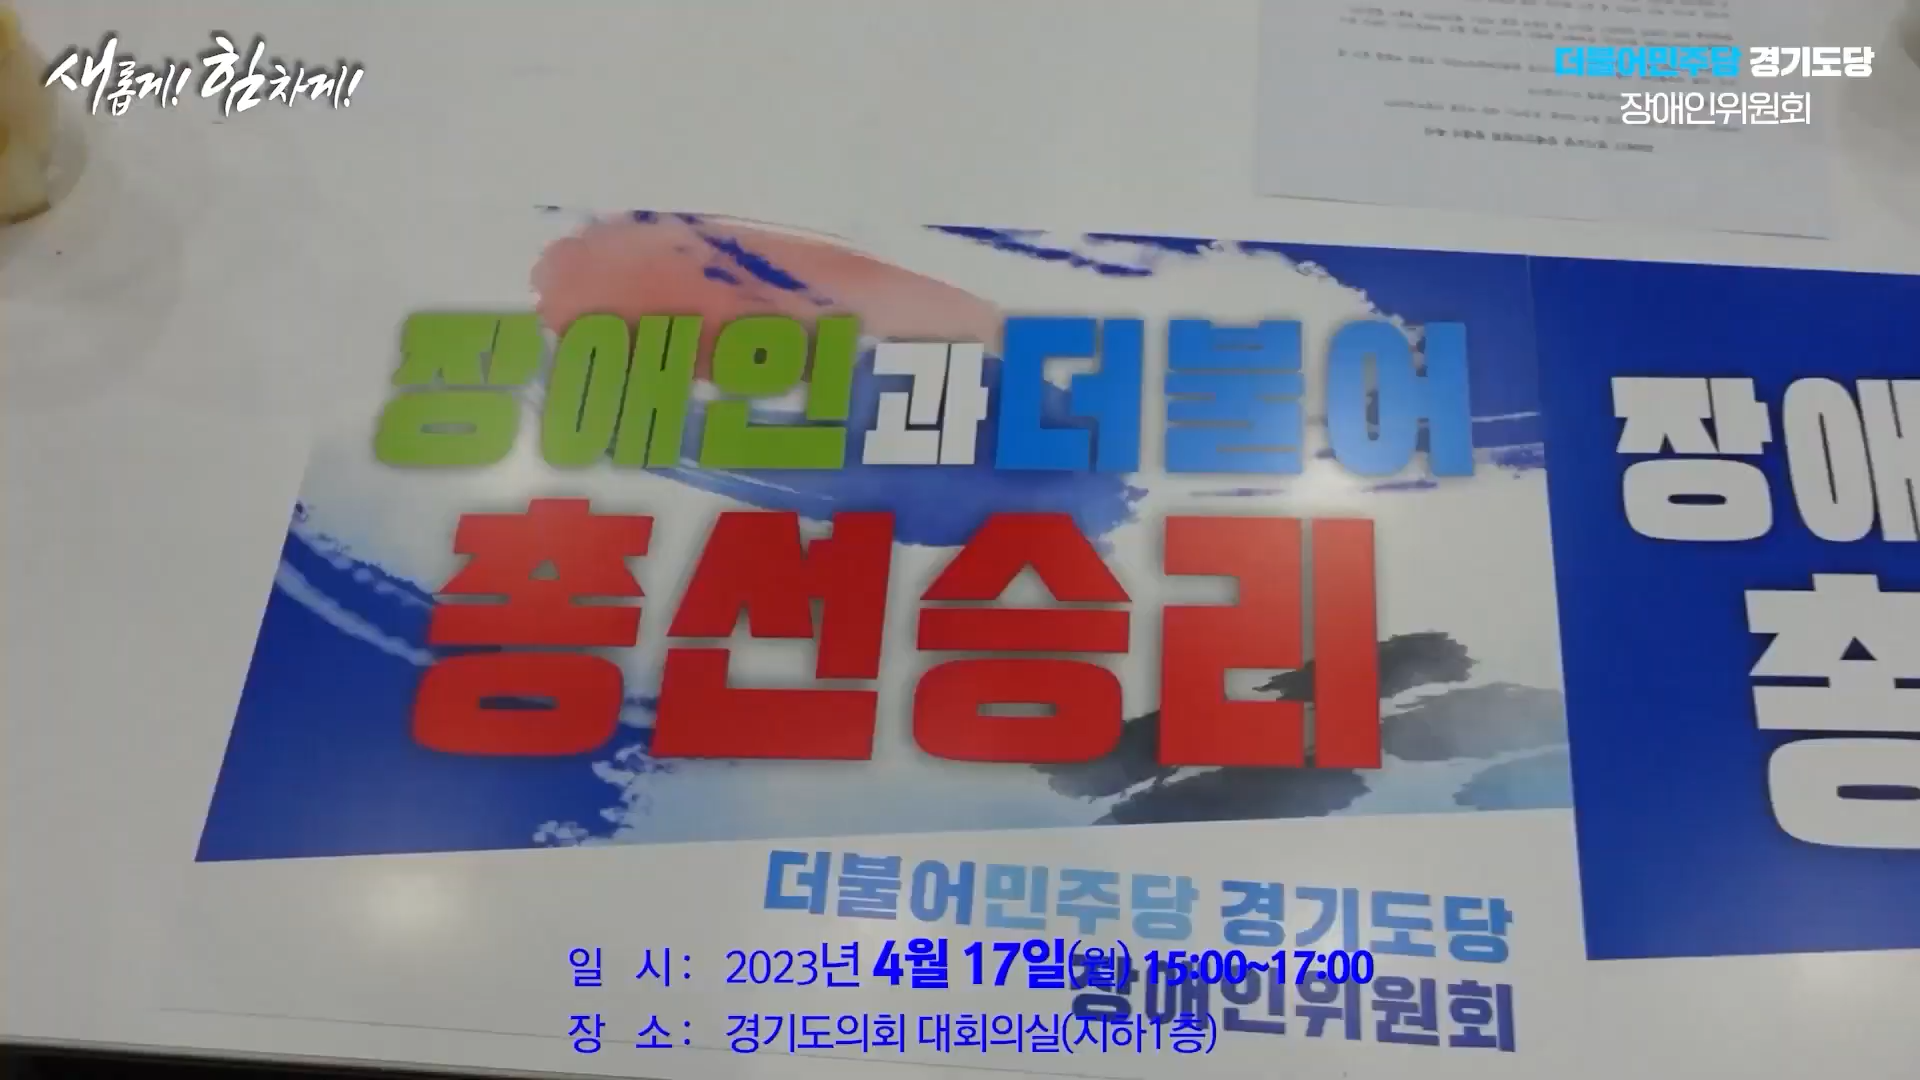 새롭게! 힘차게!
더불어민주당 경기도당
장애인위원회
장애인과 더불어
총선승리
장애
총
더불어민주당 경기도당
장애인위원회
일 시: 2023년 4월 17일(월) 15:00~17:00
장 소: 경기도의회 대회의실(지하1층)